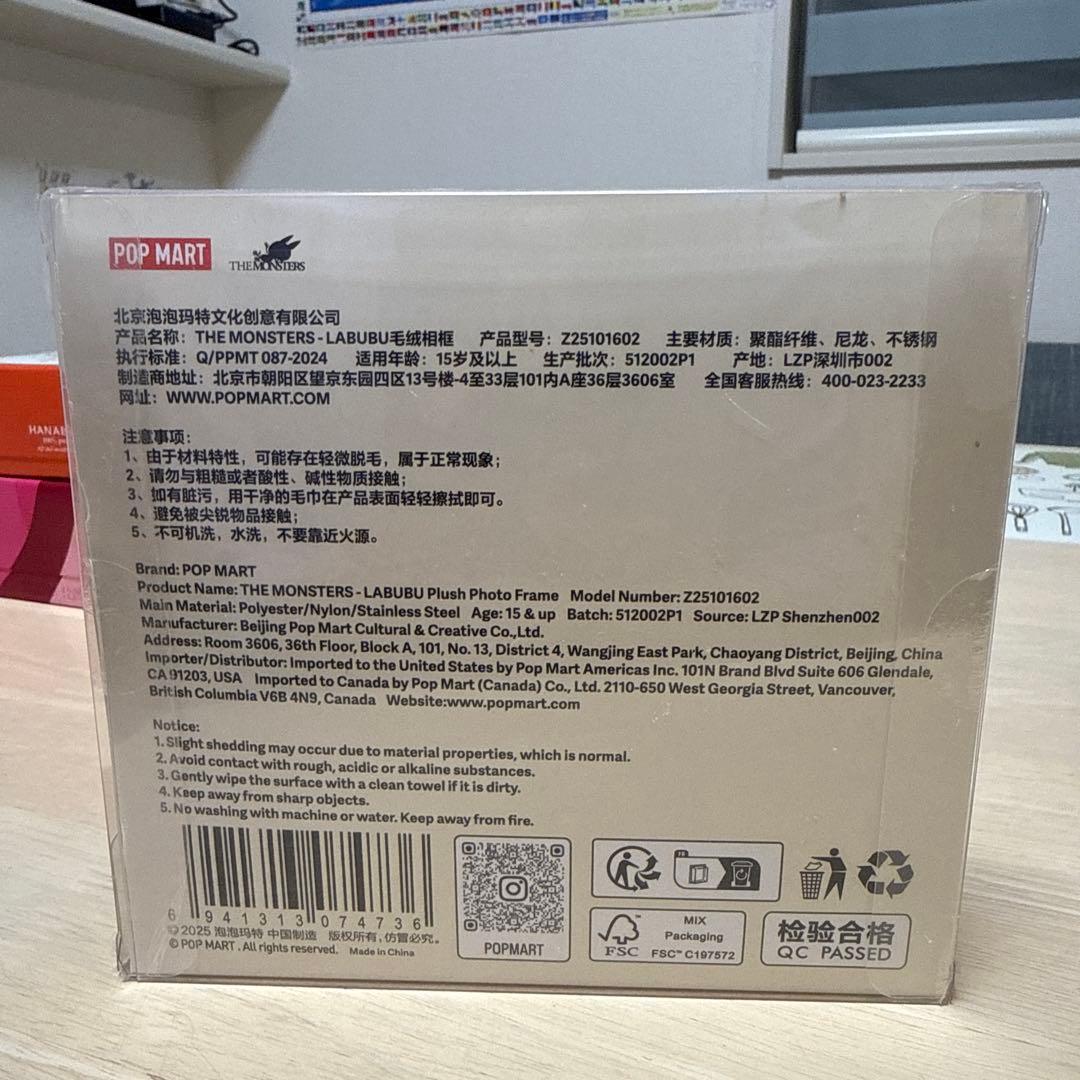 POP MART THE MONSTERS
北京泡泡玛特文化创意有限公司
产品名称：THE MONSTERS - LABUBU毛绒相框 产品型号：Z25101602 主要材质：聚酯纤维、尼龙、不锈钢
执行标准：Q/PPMT 087-2024 适用年龄：15岁及以上 生产批次：512002P1 产地：LZP深圳市002
制造商地址：北京市朝阳区望京东园四区13号楼-4至33层101内A座36层3606室 全国客服热线：400-023-2233
网址：WWW.POPMART.COM
注意事项：
1、由于材料特性，可能存在轻微脱毛，属于正常现象；
2、请勿与粗糙或者酸性、碱性物质接触；
3、如有脏污，用干净的毛巾在产品表面轻轻擦拭即可。
4、避免被尖锐物品接触；
5、不可机洗，水洗，不要靠近火源。
Brand: POP MART
Product Name: THE MONSTERS - LABUBU Plush Photo Frame Model Number: Z25101602
Main Material: Polyester/Nylon/Stainless Steel Age: 15 & up Batch: 512002P1 Source: LZP Shenzhen002
Manufacturer: Beijing Pop Mart Cultural & Creative Co.,Ltd.
Address: Room 3606, 36th Floor, Block A, 101, No. 13, District 4, Wangjing East Park, Chaoyang District, Beijing, China
Importer/Distributor: Imported to the United States by Pop Mart Americas Inc. 101N Brand Blvd Suite 606 Glendale,
CA 91203, USA Imported to Canada by Pop Mart (Canada) Co., Ltd. 2110-650 West Georgia Street, Vancouver,
British Columbia V6B 4N9, Canada Website:www.popmart.com
Notice:
1. Slight shedding may occur due to material properties, which is normal.
2. Avoid contact with rough, acidic or alkaline substances.
3. Gently wipe the surface with a clean towel if it is dirty.
4. Keep away from sharp objects.
5. No washing with machine or water. Keep away from fire.
6 941313 074736
©2025 泡泡玛特 中国制造 版权所有，仿冒必究。
© POP MART . All rights reserved. Made in China
POPMART
FR
FSC
MIX
Packaging
FSC™ C197572
检验合格
QC PASSED
HANA